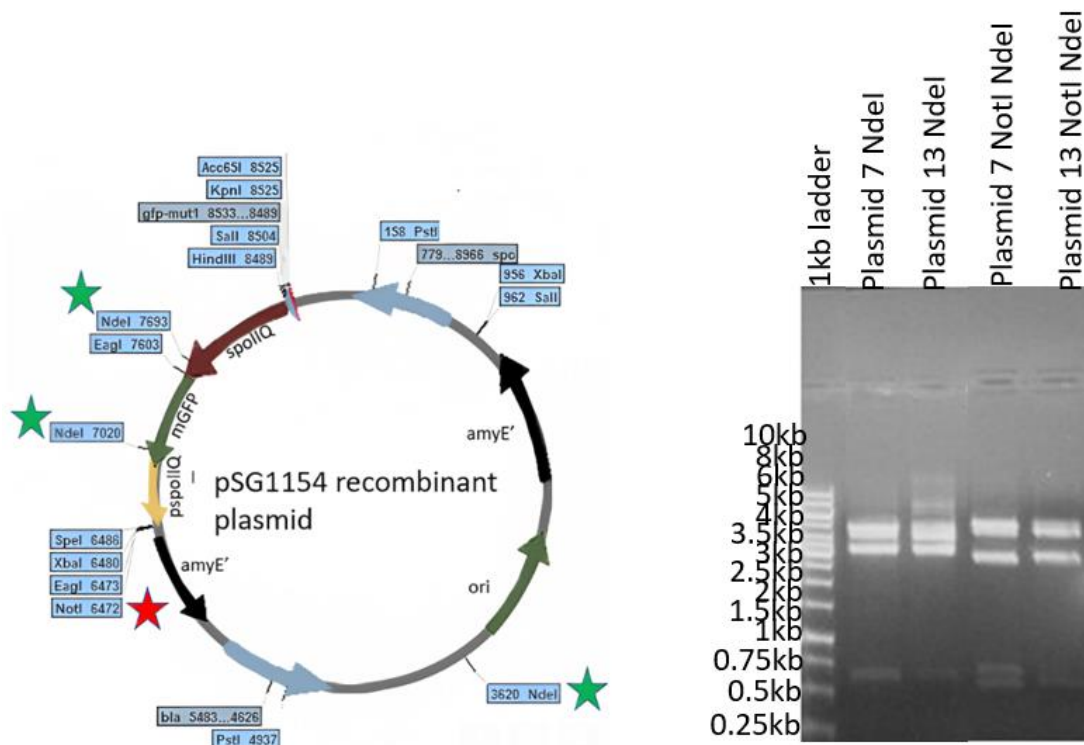 Acc65I 8525
KpnI 8525
gfp-mut1 8533...8489
SalI 8504
HindIII 8489
NdeI 7693
EagI 7603
NdeI 7020
SpeI 6486
XbaI 6480
EagI 6473
NotI 6472
158 PstI
779...8966 spo
956 XbaI
962 SalI
spoIIQ
mGFP
pspoIIQ
amyE'
pSG1154 recombinant
plasmid
amyE'
ori
3620 NdeI
bla 5483...4626
PstI 4937
1kb ladder
Plasmid 7 NdeI
Plasmid 13 NdeI
Plasmid 7 NotI NdeI
Plasmid 13 NotI NdeI
10kb
8kb
6kb
5kb
4kb
3.5kb
3kb
2.5kb
2kb
1.5kb
1kb
0.75kb
0.5kb
0.25kb